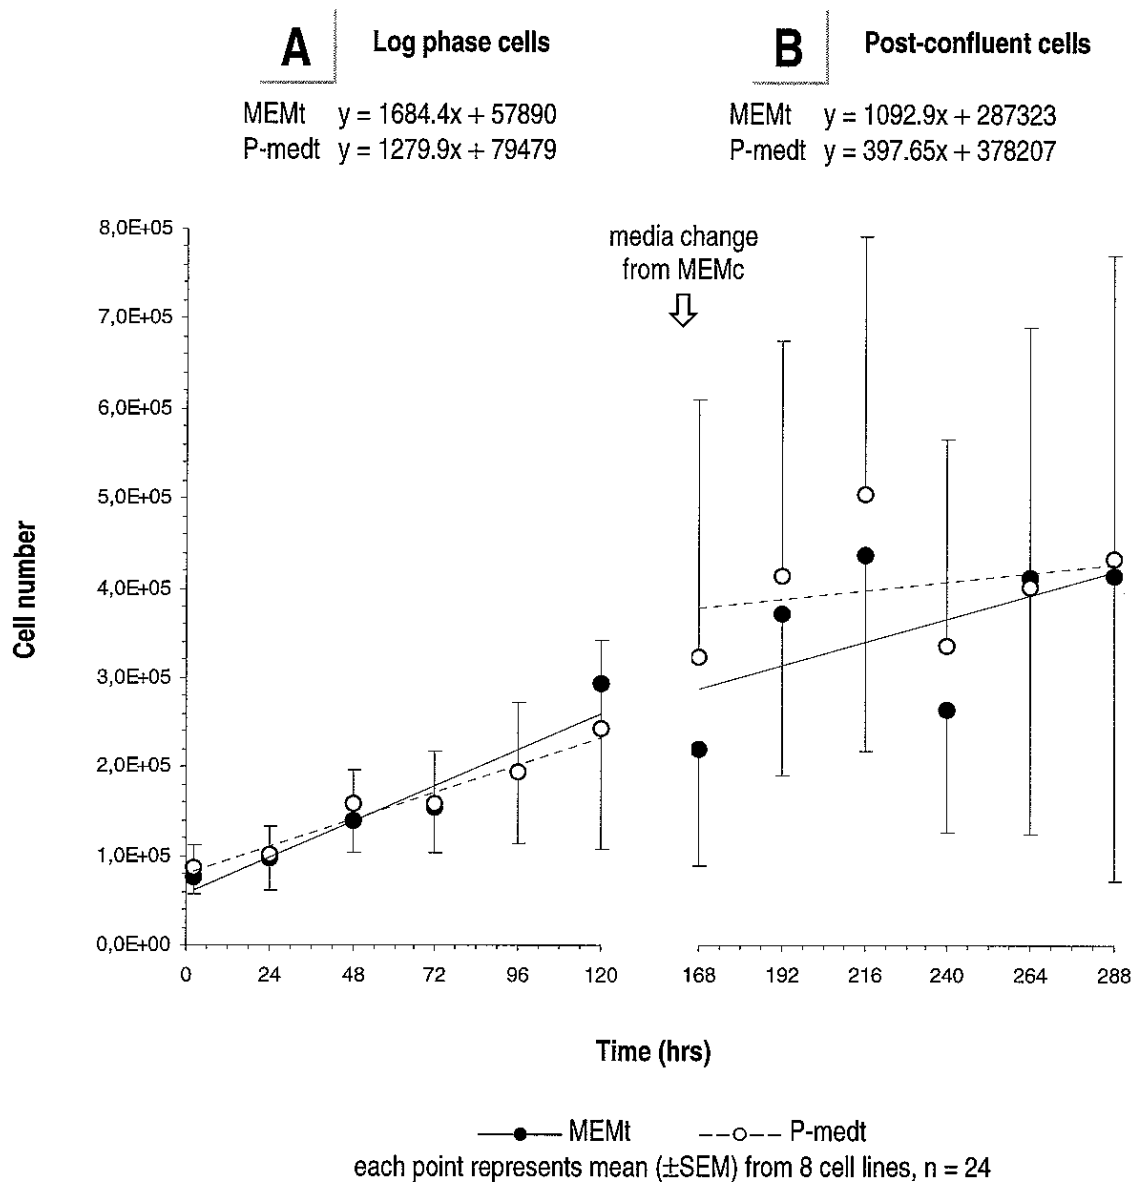 A Log phase cells
MEMt y = 1684.4x + 57890
P-medt y = 1279.9x + 79479
B Post-confluent cells
MEMt y = 1092.9x + 287323
P-medt y = 397.65x + 378207
media change
from MEMc
Cell number
8,0E+05
7,0E+05
6,0E+05
5,0E+05
4,0E+05
3,0E+05
2,0E+05
1,0E+05
0,0E+00
0 24 48 72 96 120 168 192 216 240 264 288
Time (hrs)
MEMt P-medt
each point represents mean (±SEM) from 8 cell lines, n = 24